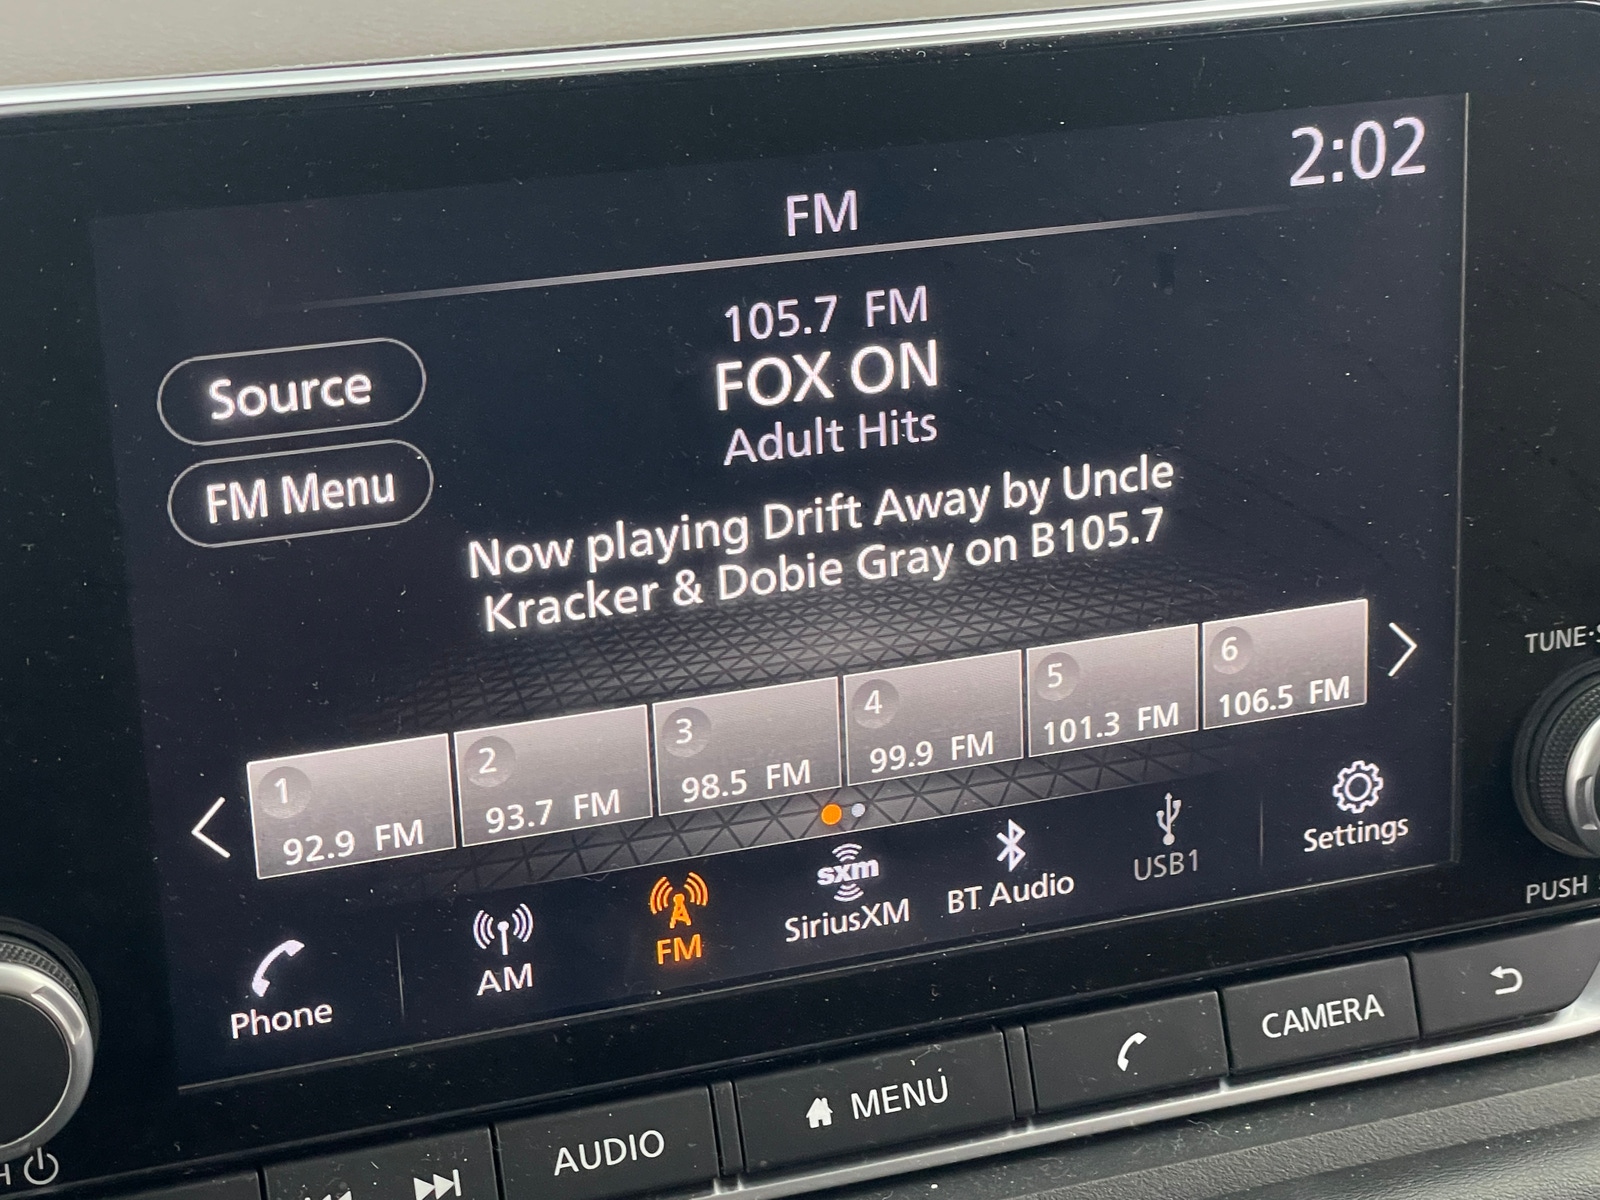 2:02
FM
105.7 FM
FOX ON
Adult Hits
Source
FM Menu
Now playing Drift Away by Uncle
Kracker & Dobie Gray on B105.7
1
92.9 FM
2
93.7 FM
3
98.5 FM
4
99.9 FM
5
101.3 FM
6
106.5 FM
Phone
AM
FM
sxm
SiriusXM
BT Audio
USB1
Settings
TUNE·S
PUSH
H
AUDIO
MENU
CAMERA